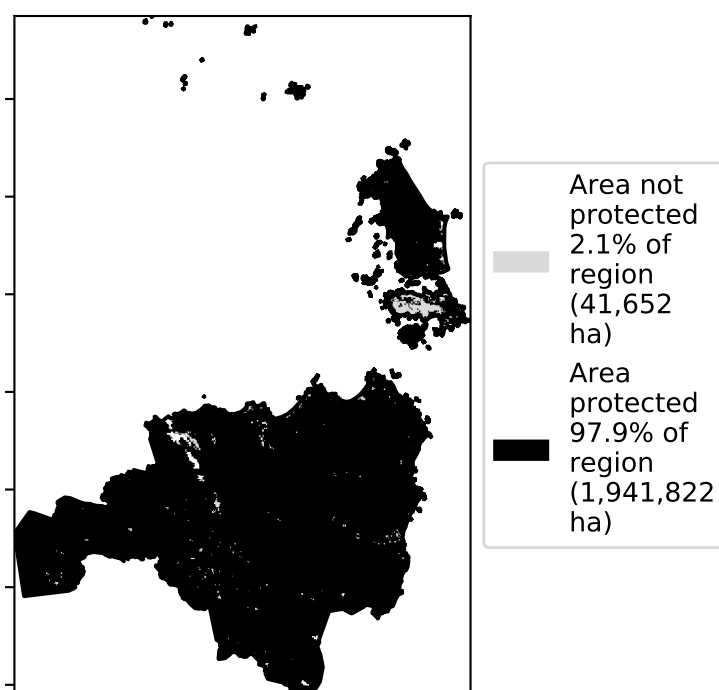 Area not
protected
2.1% of
region
(41,652
ha)
Area
protected
97.9% of
region
(1,941,822
ha)